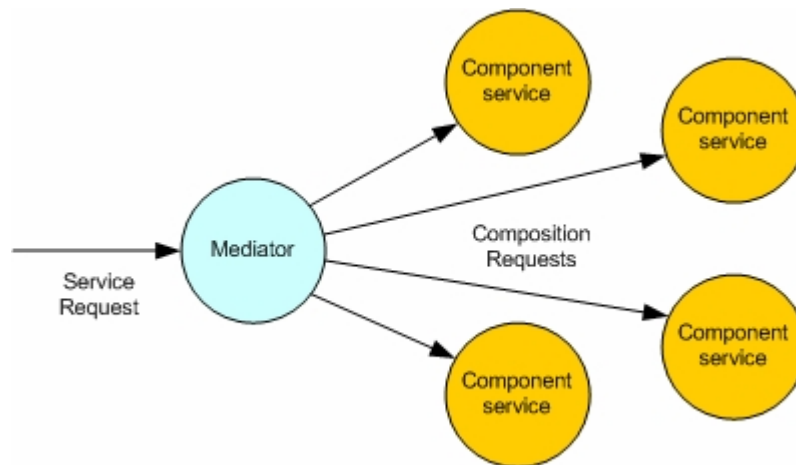 Component
service
Component
service
Mediator
Composition
Requests
Service
Request
Component
service
Component
service